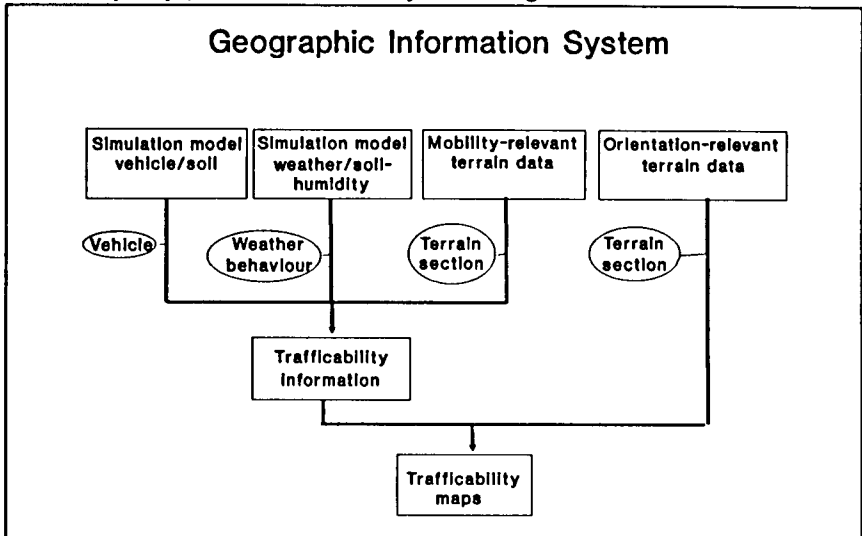 Geographic Information System
Simulation model
vehicle/soil
Simulation model
weather/soil-
humidity
Mobility-relevant
terrain data
Orientation-relevant
terrain data
Vehicle
Weather
behaviour
Terrain
section
Terrain
section
Trafficability
information
Trafficability
maps